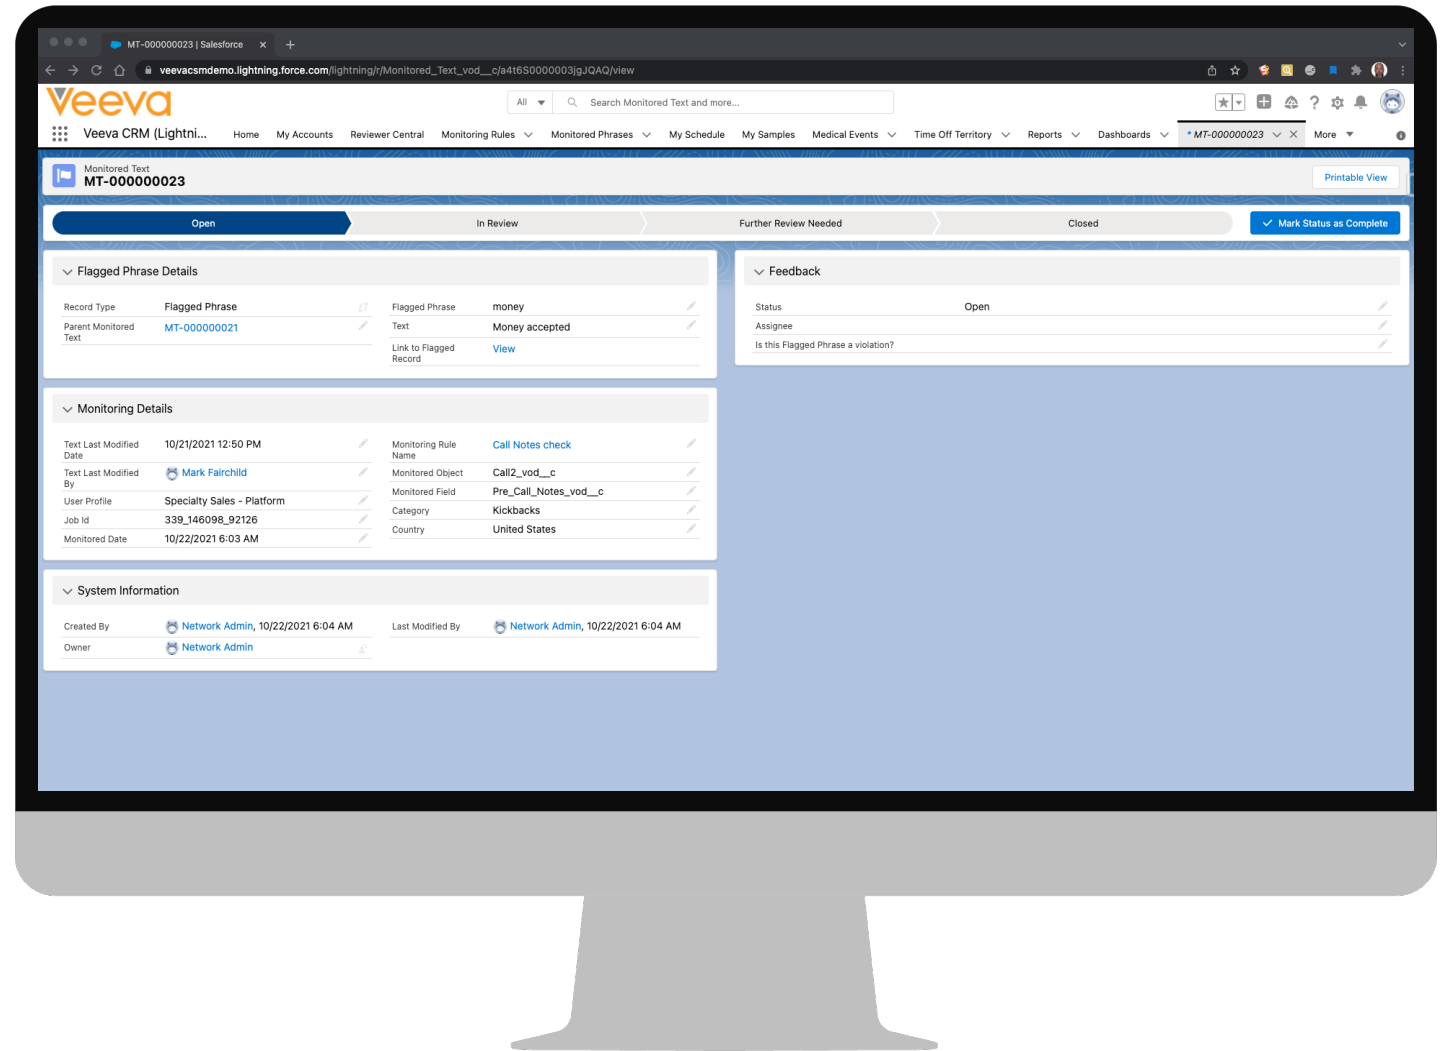 MT-000000023 | Salesforce
veevacsmdemo.lightning.force.com/lightning/r/Monitored_Text_vod__c/a4t6S0000003jgJQAQ/view
Veeva
All
Search Monitored Text and more...
Veeva CRM (Lightni...
Home
My Accounts
Reviewer Central
Monitoring Rules
Monitored Phrases
My Schedule
My Samples
Medical Events
Time Off Territory
Reports
Dashboards
* MT-000000023
More
Monitored Text
MT-000000023
Printable View
Open
In Review
Further Review Needed
Closed
Mark Status as Complete
Flagged Phrase Details
Record Type
Flagged Phrase
Parent Monitored
Text
MT-000000021
Flagged Phrase
money
Text
Money accepted
Link to Flagged
Record
View
Feedback
Status
Open
Assignee
Is this Flagged Phrase a violation?
Monitoring Details
Text Last Modified
Date
10/21/2021 12:50 PM
Text Last Modified
By
Mark Fairchild
User Profile
Specialty Sales - Platform
Job Id
339_146098_92126
Monitored Date
10/22/2021 6:03 AM
Monitoring Rule
Name
Call Notes check
Monitored Object
Call2_vod__c
Monitored Field
Pre_Call_Notes_vod__c
Category
Kickbacks
Country
United States
System Information
Created By
Network Admin, 10/22/2021 6:04 AM
Owner
Network Admin
Last Modified By
Network Admin, 10/22/2021 6:04 AM